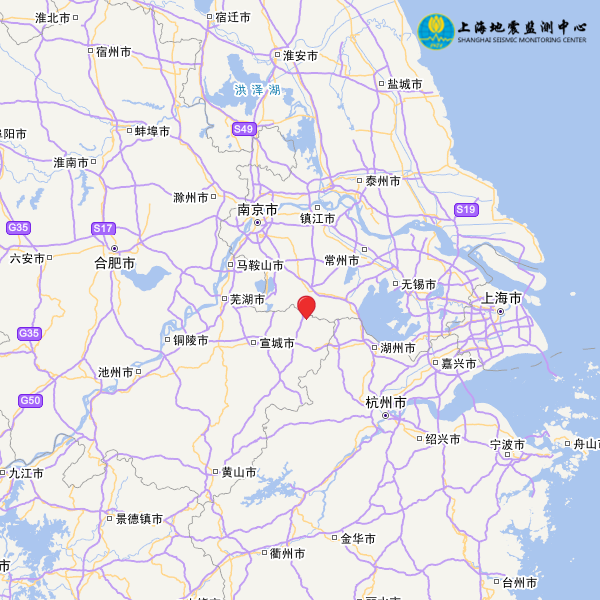 淮北市
宿迁市
上海地震监测中心
SHANGHAI SEISMIC MONITORING CENTER
宿州市
淮安市
洪泽湖
盐城市
S49
蚌埠市
阜阳市
淮南市
泰州市
滁州市
南京市
镇江市
S19
G35
S17
六安市
合肥市
马鞍山市
常州市
无锡市
芜湖市
上海市
G35
铜陵市
宣城市
湖州市
嘉兴市
池州市
G50
杭州市
绍兴市
宁波市
舟山市
九江市
黄山市
景德镇市
金华市
衢州市
市
台州市